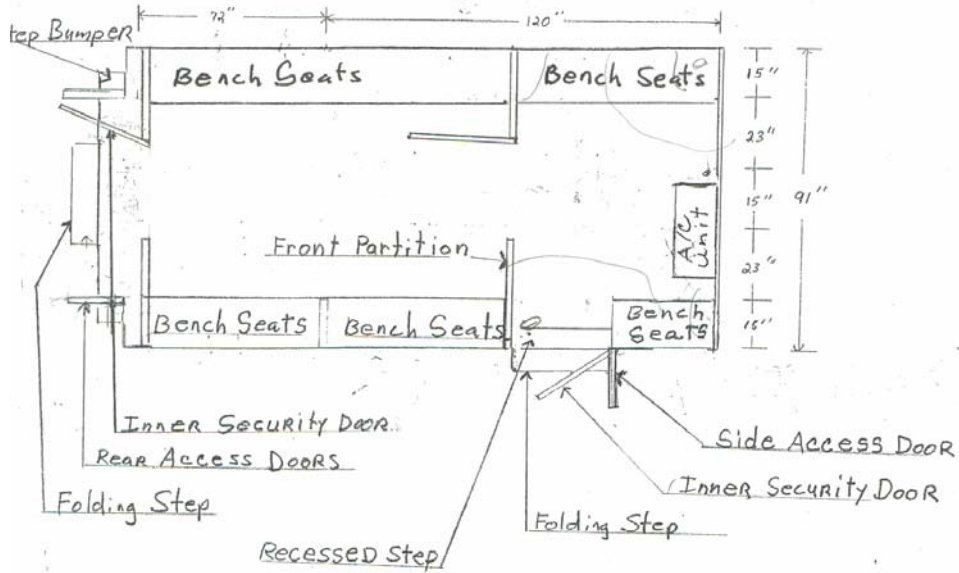 72" 120"
tep Bumper
Bench Seats
Bench Seats
15"
23"
15"
91"
23"
15"
A/C
Unit
Front Partition
Bench Seats
Bench Seats
Bench
Seats
Inner Security Door
Rear Access Doors
Folding Step
Side Access Door
Inner Security Door
Folding Step
Recessed Step